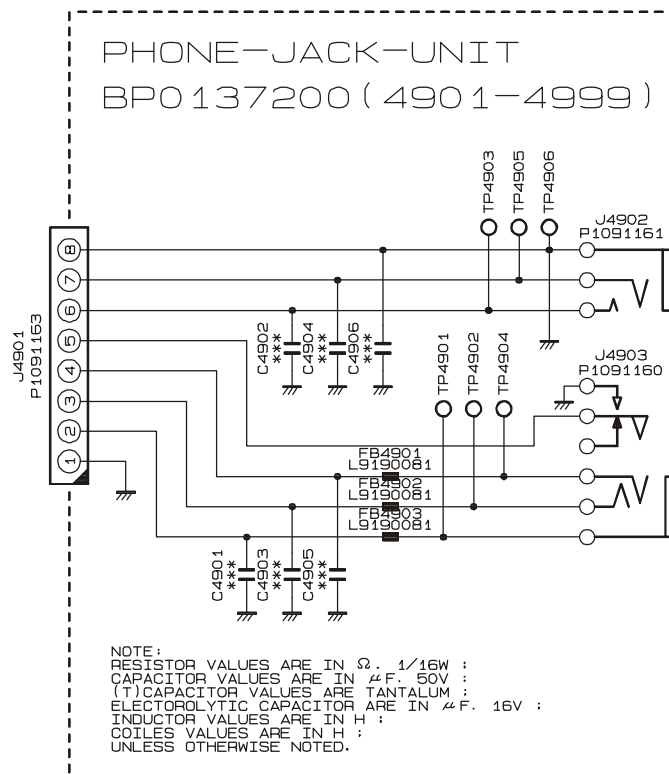 PHONE-JACK-UNIT
BP0137200(4901-4999)
TP4903
TP4905
TP4906
J4902
P1091161
J4901
P1091163
8
7
6
5
4
3
2
1
C4902
***
C4904
***
C4906
***
TP4901
TP4902
TP4904
J4903
P1091160
FB4901
L9190081
FB4902
L9190081
FB4903
L9190081
C4901
***
C4903
***
C4905
***
NOTE:
RESISTOR VALUES ARE IN Ω. 1/16W :
CAPACITOR VALUES ARE IN μF. 50V :
(T)CAPACITOR VALUES ARE TANTALUM :
ELECTOROLYTIC CAPACITOR ARE IN μF. 16V :
INDUCTOR VALUES ARE IN H :
COILES VALUES ARE IN H :
UNLESS OTHERWISE NOTED.